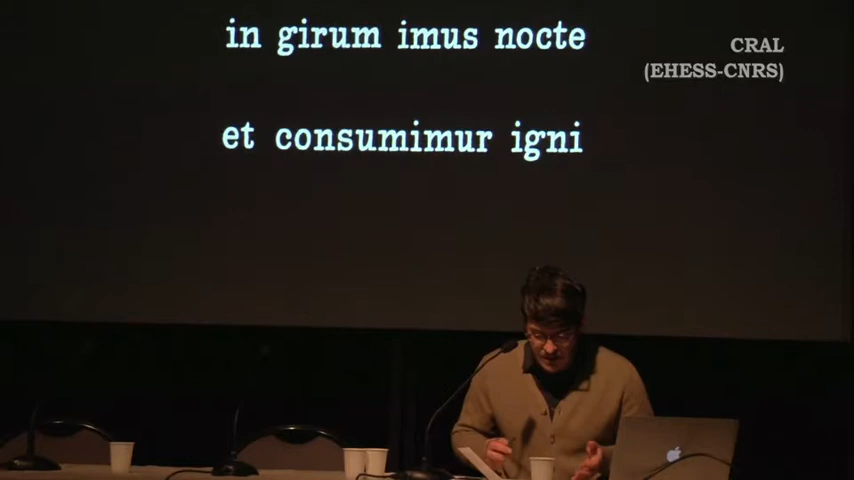 in girum imus nocte
CRAL
(EHESS-CNRS)
et consumimur igni